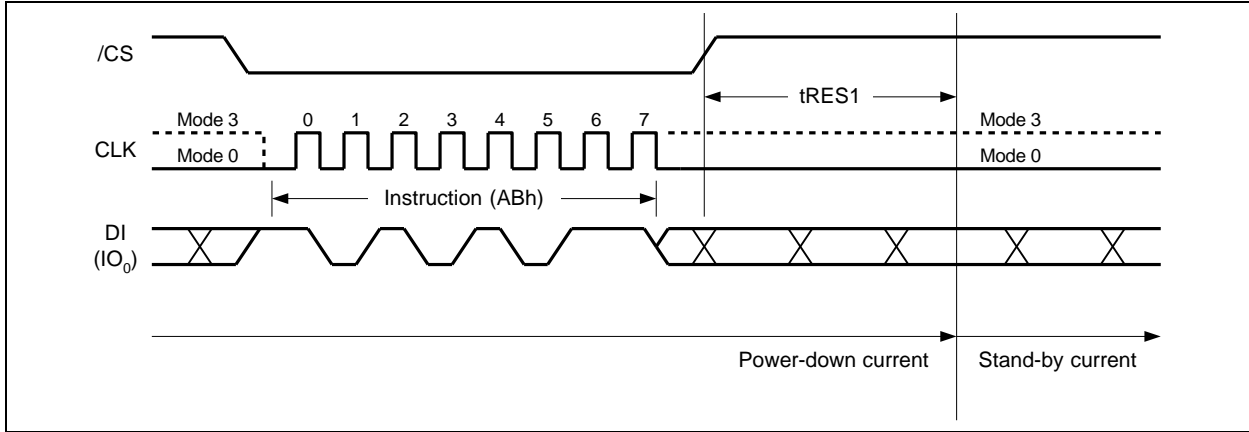 /CS
tRES1
Mode 3 0 1 2 3 4 5 6 7 Mode 3
CLK
Mode 0 Mode 0
Instruction (ABh)
DI
(IO₀)
Power-down current Stand-by current